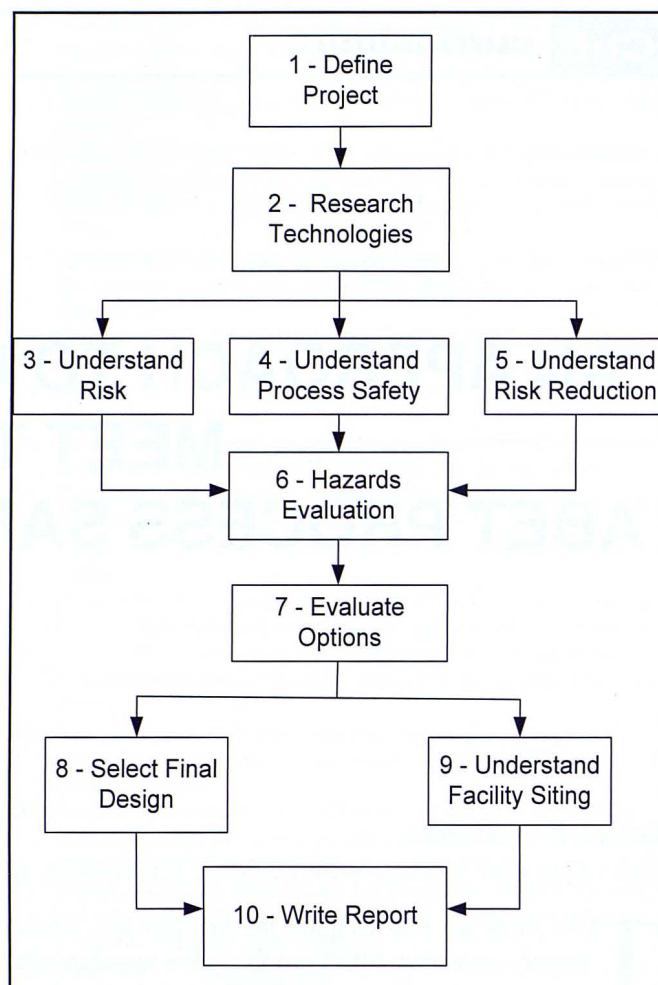 1 - Define
Project
2 - Research
Technologies
3 - Understand
Risk
4 - Understand
Process Safety
5 - Understand
Risk Reduction
6 - Hazards
Evaluation
7 - Evaluate
Options
8 - Select Final
Design
9 - Understand
Facility Siting
10 - Write Report